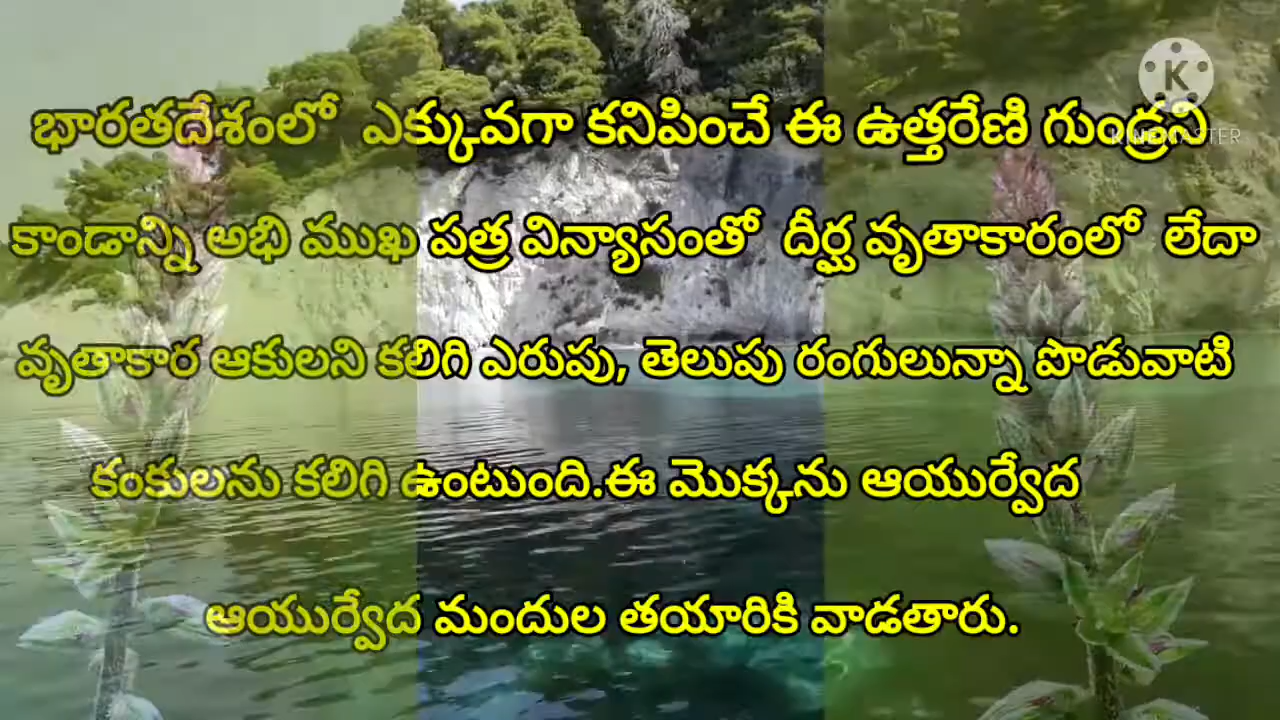 భారతదేశంలో ఎక్కువగా కనిపించే ఈ ఉత్తరేణి గుండ్రని
KINEMASTER
కాండాన్ని అభి ముఖ పత్ర విన్యాసంతో దీర్ఘ వృతాకారంలో లేదా
వృతాకార ఆకులని కలిగి ఎరుపు, తెలుపు రంగులున్నా పొడువాటి
కంకులను కలిగి ఉంటుంది.ఈ మొక్కను ఆయుర్వేద
ఆయుర్వేద మందుల తయారికి వాడతారు.